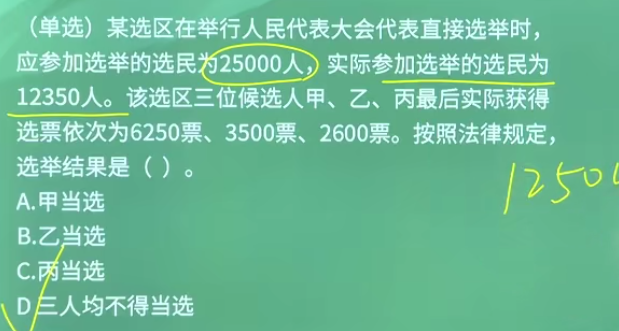 （单选）某选区在举行人民代表大会代表直接选举时，
应参加选举的选民为25000人，实际参加选举的选民为
12350人。该选区三位候选人甲、乙、丙最后实际获得
选票依次为6250票、3500票、2600票。按照法律规定，
选举结果是（ ）。
1250
A.甲当选
B.乙当选
C.丙当选
D 三人均不得当选